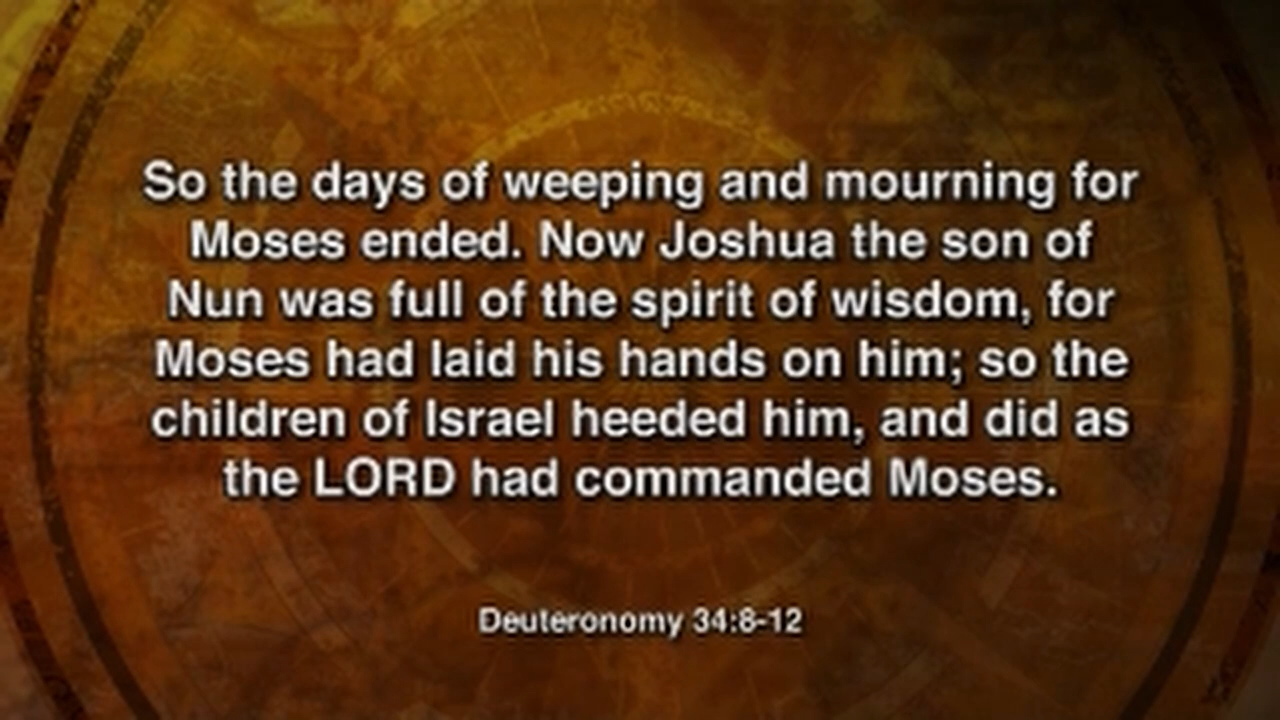 So the days of weeping and mourning for
Moses ended. Now Joshua the son of
Nun was full of the spirit of wisdom, for
Moses had laid his hands on him; so the
children of Israel heeded him, and did as
the LORD had commanded Moses.
Deuteronomy 34:8-12